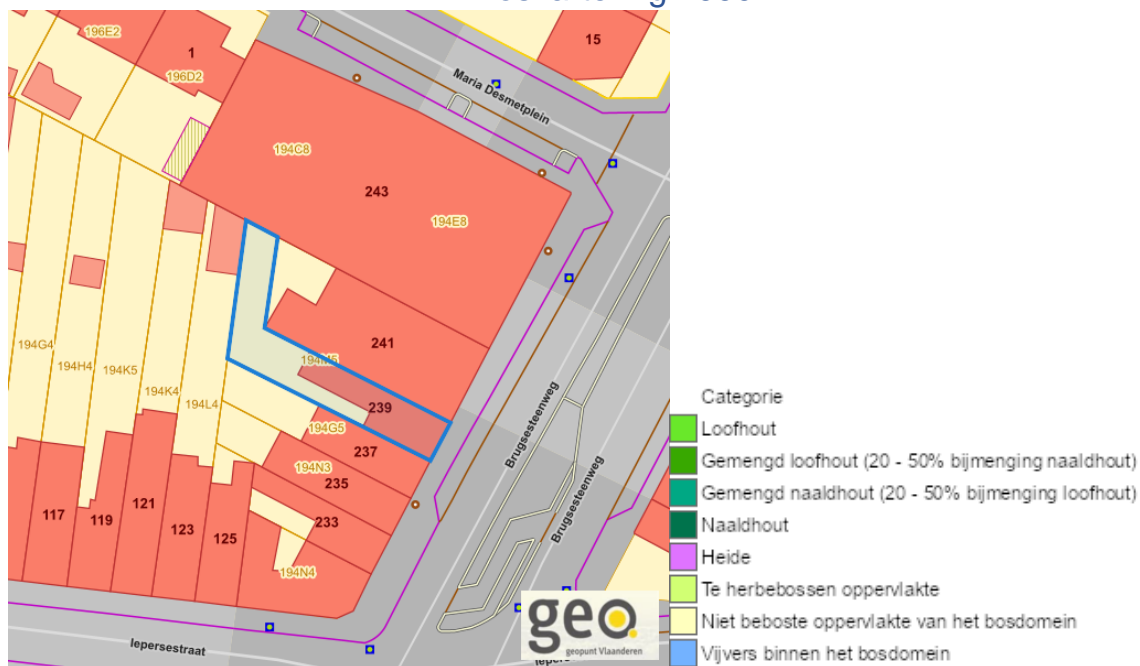 196E2
1
15
196D2
Maria Desmetplein
194C8
243
194E8
194G4
194H4
194K5
194K4
194L4
241
239
194G5
237
194N3
235
233
194N4
117
119
121
123
125
Brugsesteenweg
Brugsesteenweg
Iepersestraat
geo
geopunt Vlaanderen
Categorie
Loofhout
Gemengd loofhout (20 - 50% bijmenging naaldhout)
Gemengd naaldhout (20 - 50% bijmenging loofhout)
Naaldhout
Heide
Te herbebossen oppervlakte
Niet beboste oppervlakte van het bosdomein
Vijvers binnen het bosdomein